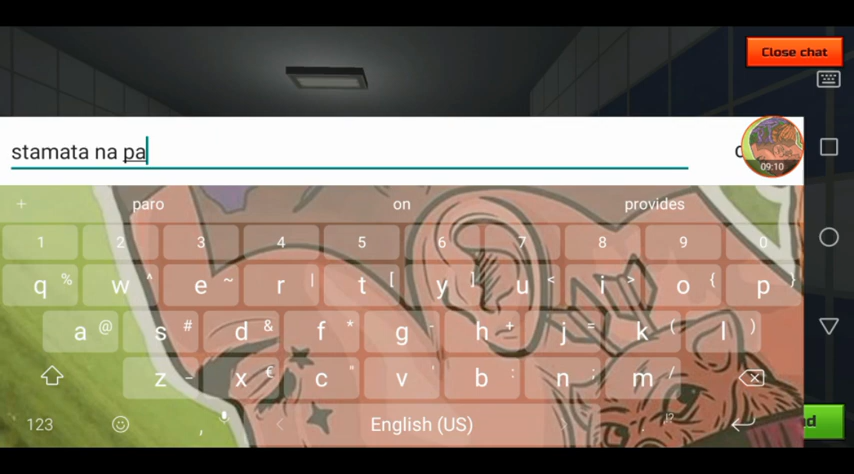 Close chat
stamata na pa
09:10
+ paro on provides
1 2 3 4 5 6 7 8 9 0
q % w ^ e ~ r | t [ y ] u < i > o { p }
a @ s # d & f * g - h + j = k ( l )
z _ x € c " v ' b : n ; m /
123 , < English (US) > . !?